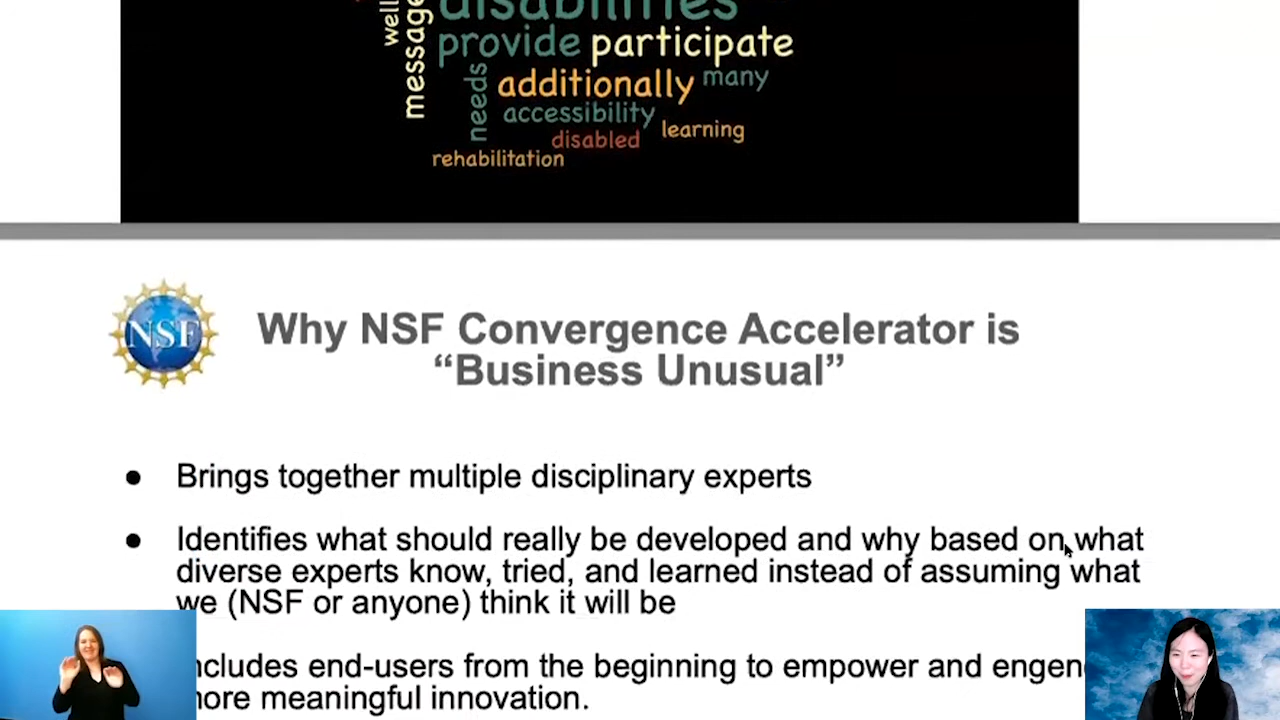 disabilities
well
message
provide participate
needs
additionally many
accessibility
disabled learning
rehabilitation
NSF
Why NSF Convergence Accelerator is
“Business Unusual”
● Brings together multiple disciplinary experts
● Identifies what should really be developed and why based on what
diverse experts know, tried, and learned instead of assuming what
we (NSF or anyone) think it will be
ncludes end-users from the beginning to empower and engen
ore meaningful innovation.